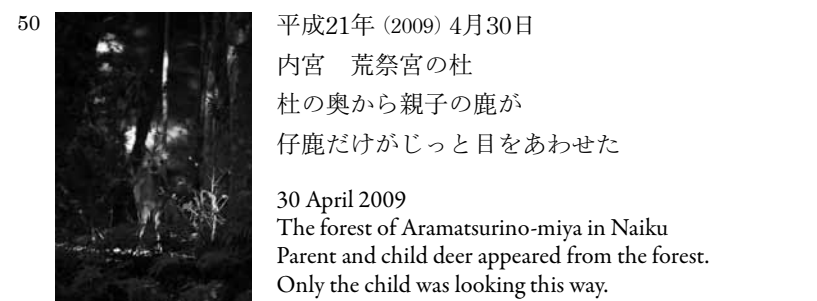 50
平成21年（2009）4月30日
内宮　荒祭宮の杜
杜の奥から親子の鹿が
仔鹿だけがじっと目をあわせた
30 April 2009
The forest of Aramatsurino-miya in Naiku
Parent and child deer appeared from the forest.
Only the child was looking this way.